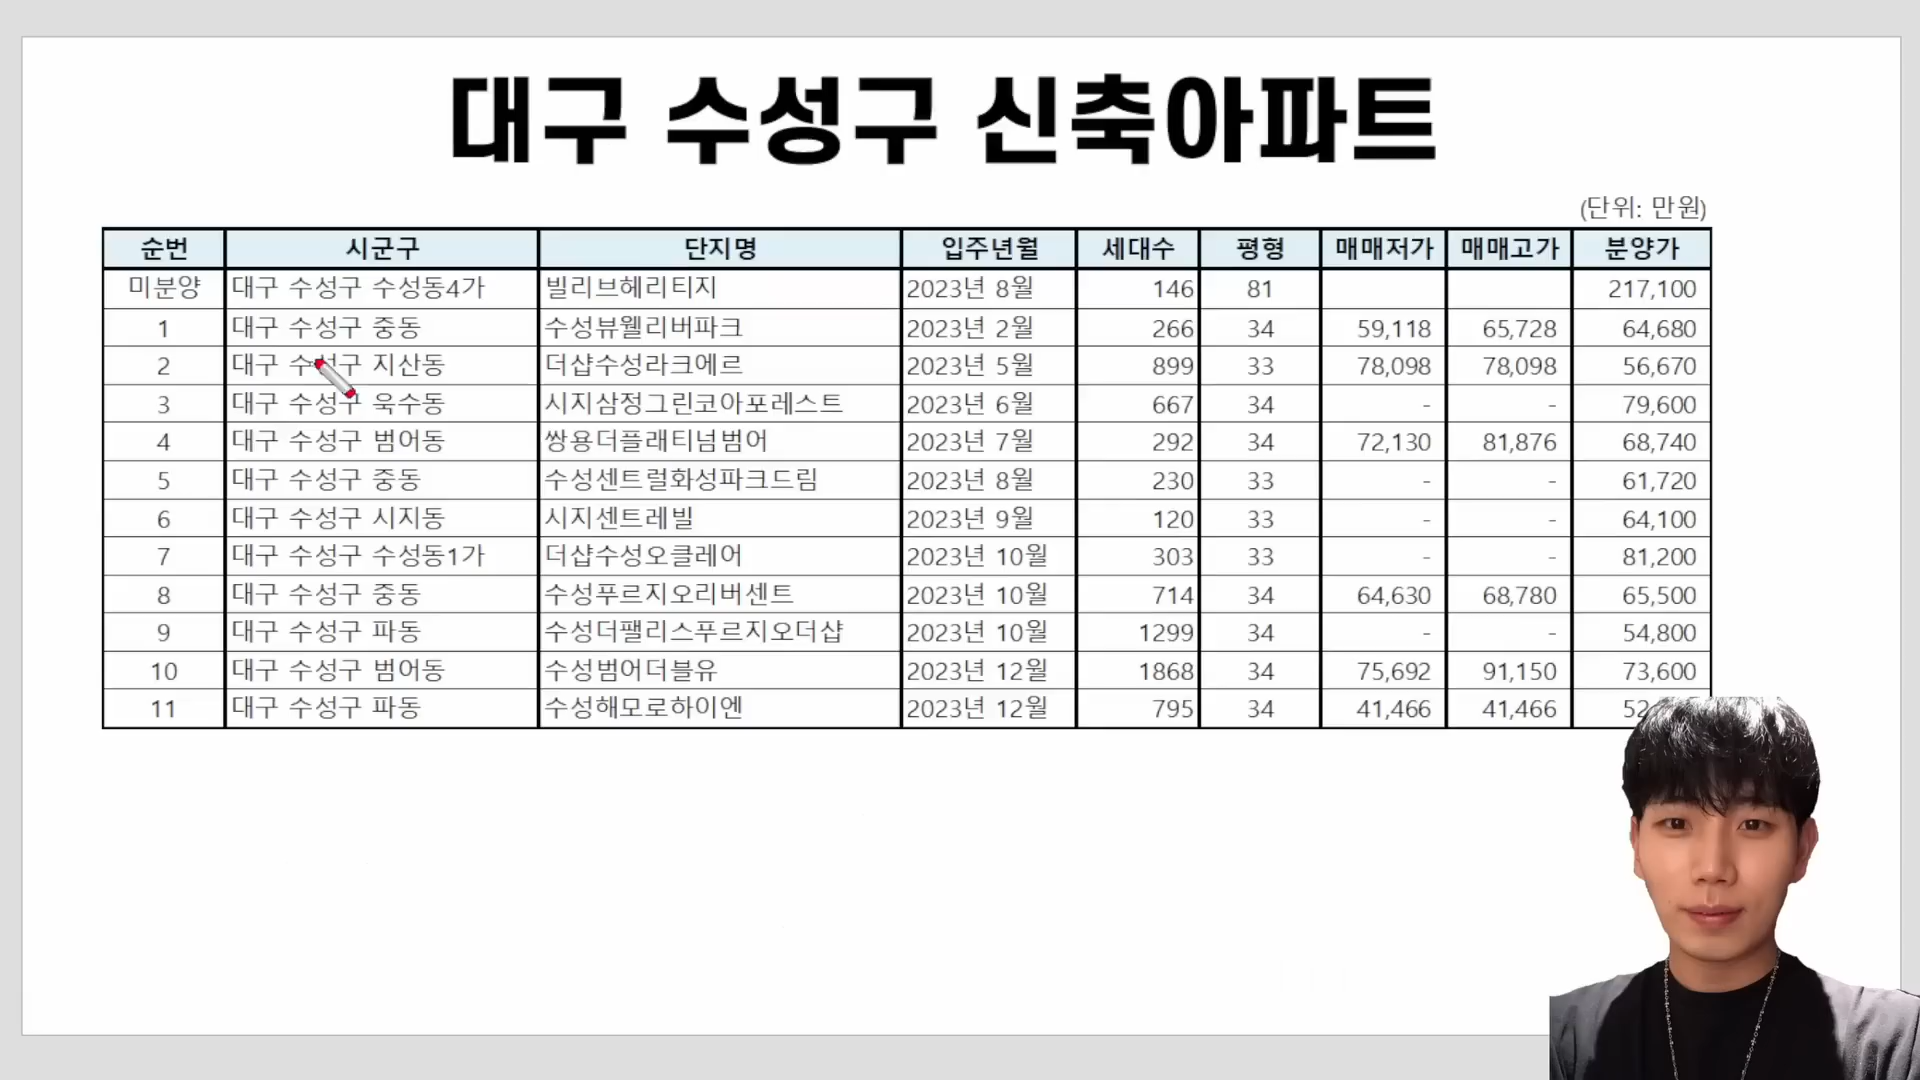 대구 수성구 신축아파트
(단위: 만원)
순번 시군구 단지명 입주년월 세대수 평형 매매저가 매매고가 분양가
미분양 대구 수성구 수성동4가 빌리브헤리티지 2023년 8월 146 81 217,100
1 대구 수성구 중동 수성뷰웰리버파크 2023년 2월 266 34 59,118 65,728 64,680
2 대구 수성구 지산동 더샵수성라크에르 2023년 5월 899 33 78,098 78,098 56,670
3 대구 수성구 욱수동 시지삼정그린코아포레스트 2023년 6월 667 34 - - 79,600
4 대구 수성구 범어동 쌍용더플래티넘범어 2023년 7월 292 34 72,130 81,876 68,740
5 대구 수성구 중동 수성센트럴화성파크드림 2023년 8월 230 33 - - 61,720
6 대구 수성구 시지동 시지센트레빌 2023년 9월 120 33 - - 64,100
7 대구 수성구 수성동1가 더샵수성오클레어 2023년 10월 303 33 - - 81,200
8 대구 수성구 중동 수성푸르지오리버센트 2023년 10월 714 34 64,630 68,780 65,500
9 대구 수성구 파동 수성더팰리스푸르지오더샵 2023년 10월 1299 34 - - 54,800
10 대구 수성구 범어동 수성범어더블유 2023년 12월 1868 34 75,692 91,150 73,600
11 대구 수성구 파동 수성해모로하이엔 2023년 12월 795 34 41,466 41,466